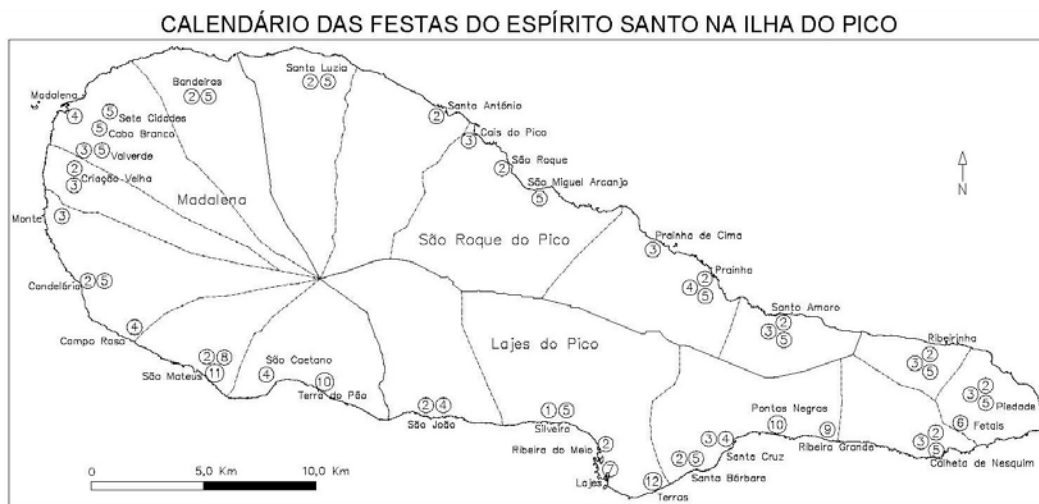 CALENDÁRIO DAS FESTAS DO ESPÍRITO SANTO NA ILHA DO PICO
Santa Luzia
2 5
Bandeiras
2 5
Madalena
4
5
Sete Cidades
5
Cabo Branco
3 5
Valverde
2
Criação Velha
3
Monte
3
Madalena
Candelária
2 5
Campo Raso
4
São Mateus
2 8
11
São Caetano
4
Terra do Pão
10
Santo António
2
Cais do Pico
3
São Roque
2
São Miguel Arcanjo
5
N
São Roque do Pico
Prainha de Cima
3
Prainha
2
4
5
Santo Amaro
2
3
5
Ribeirinha
2
3
5
Piedade
2
3
5
Fetais
6
Calheta de Nesquim
2
3
5
Lajes do Pico
São João
2 4
Silveira
1 5
Ribeira do Meio
2
Lajes
7
Terras
12
Santa Bárbara
2 5
Santa Cruz
3 4
Pontas Negras
10
Ribeira Grande
9
0 5,0 Km 10,0 Km